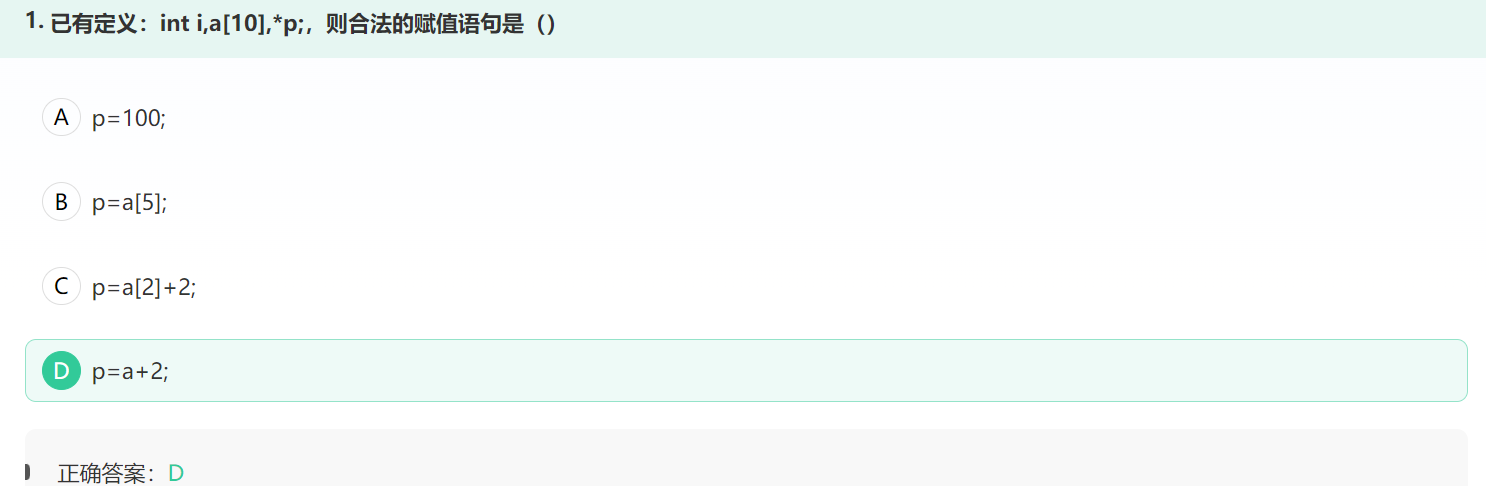 1. 已有定义：int i,a[10],*p;，则合法的赋值语句是（）
A p=100;
B p=a[5];
C p=a[2]+2;
D p=a+2;
正确答案：D